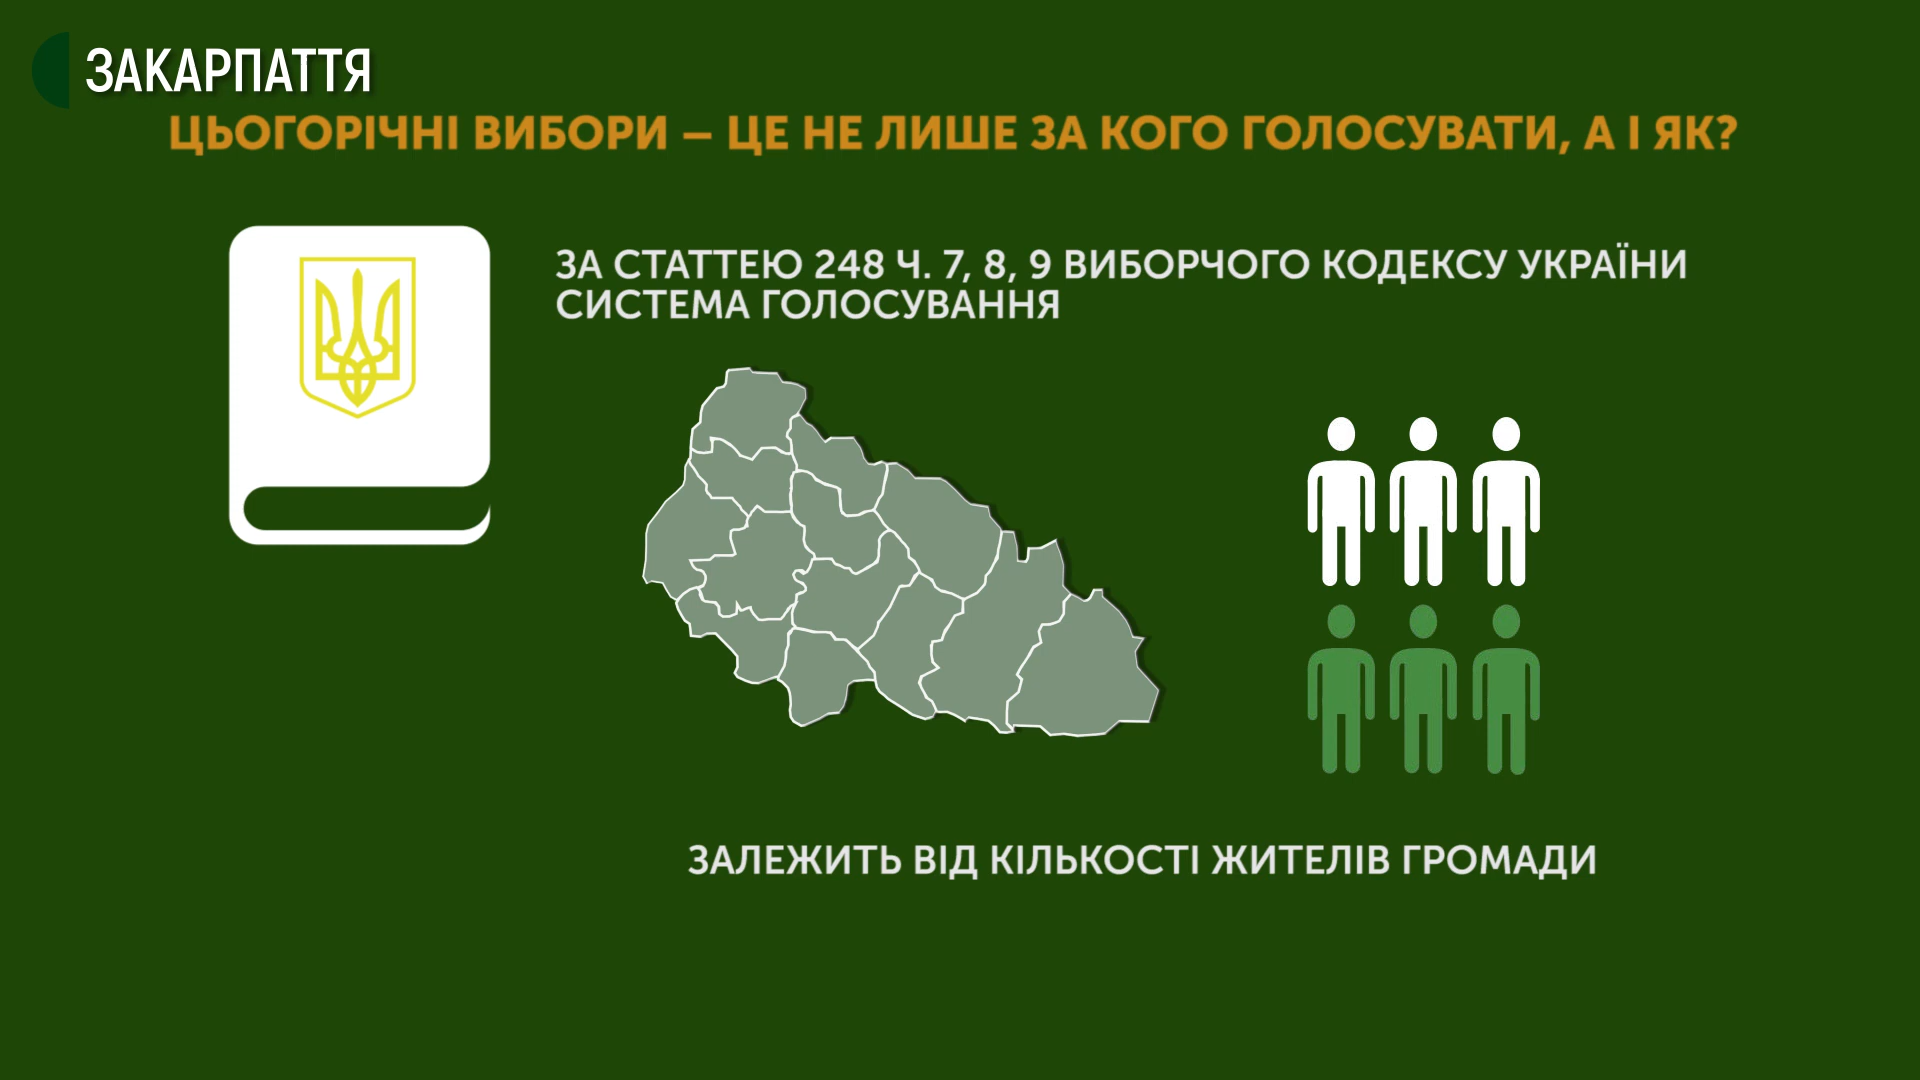 ЗАКАРПАТТЯ
ЦЬОГОРІЧНІ ВИБОРИ – ЦЕ НЕ ЛИШЕ ЗА КОГО ГОЛОСУВАТИ, А І ЯК?
ЗА СТАТТЕЮ 248 Ч. 7, 8, 9 ВИБОРЧОГО КОДЕКСУ УКРАЇНИ
СИСТЕМА ГОЛОСУВАННЯ
ЗАЛЕЖИТЬ ВІД КІЛЬКОСТІ ЖИТЕЛІВ ГРОМАДИ